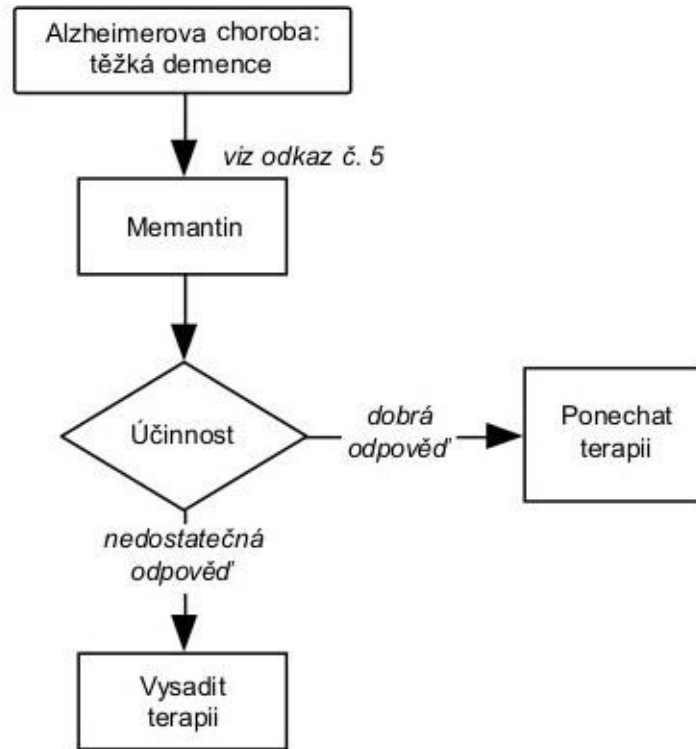 Alzheimerova choroba:
těžká demence
viz odkaz č. 5
Memantin
Účinnost
dobrá
odpověď
Ponechat
terapii
nedostatečná
odpověď
Vysadit
terapii